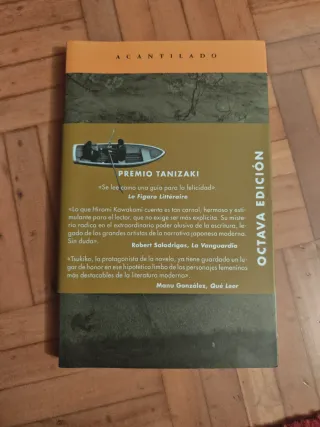 ACANTILADO
PREMIO TANIZAKI
«Se lee como una guía para la felicidad».
Le Figaro Littéraire
«Lo que Hiromi Kawakami cuenta es tan carnal, hermoso y esti-
mulante para el lector, que no exige ser más explícita. Su miste-
rio radica en el extraordinario poder alusivo de la escritura, le-
gado de los grandes artistas de la narrativa japonesa moderna.
Sin duda».
Robert Saladrigas, La Vanguardia
«Tsukiko, la protagonista de la novela, ya tiene guardado un lu-
gar de honor en ese hipotético limbo de los personajes femeninos
más destacables de la literatura moderna».
Manu González, Qué Leer
OCTAVA EDICIÓN